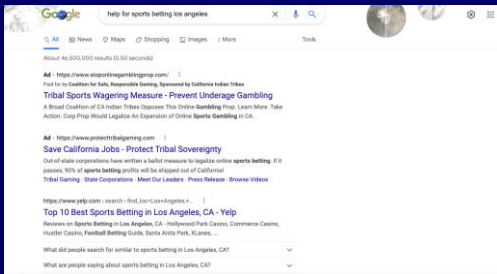 Google
help for sports betting los angeles
All News Maps Shopping Images More Tools
About 46,500,000 results (0.50 seconds)
Ad · https://www.stoponlinegamblingprop.com/
Paid for by Coalition for Safe, Responsible Gaming, Sponsored by California Indian Tribes
Tribal Sports Wagering Measure - Prevent Underage Gambling
A Broad Coalition of CA Indian Tribes Opposes This Online Gambling Prop. Learn More. Take
Action: Corp Prop Would Legalize An Expansion of Online Sports Gambling in CA.
Ad · https://www.protecttribalgaming.com
Save California Jobs - Protect Tribal Sovereignty
Out-of-state corporations have written a ballot measure to legalize online sports betting. If it
passes, 90% of sports betting profits will be shipped out of California!
Tribal Gaming · State Corporations · Meet Our Leaders · Press Release · Browse Videos
https://www.yelp.com › search › find_loc=Los+Angeles,+...
Top 10 Best Sports Betting in Los Angeles, CA - Yelp
Reviews on Sports Betting in Los Angeles, CA - Hollywood Park Casino, Commerce Casino,
Hustler Casino, Football Betting Guide, Santa Anita Park, XLanes, ...
What did people search for similar to sports betting in Los Angeles, CA?
What are people saying about sports betting in Los Angeles, CA?